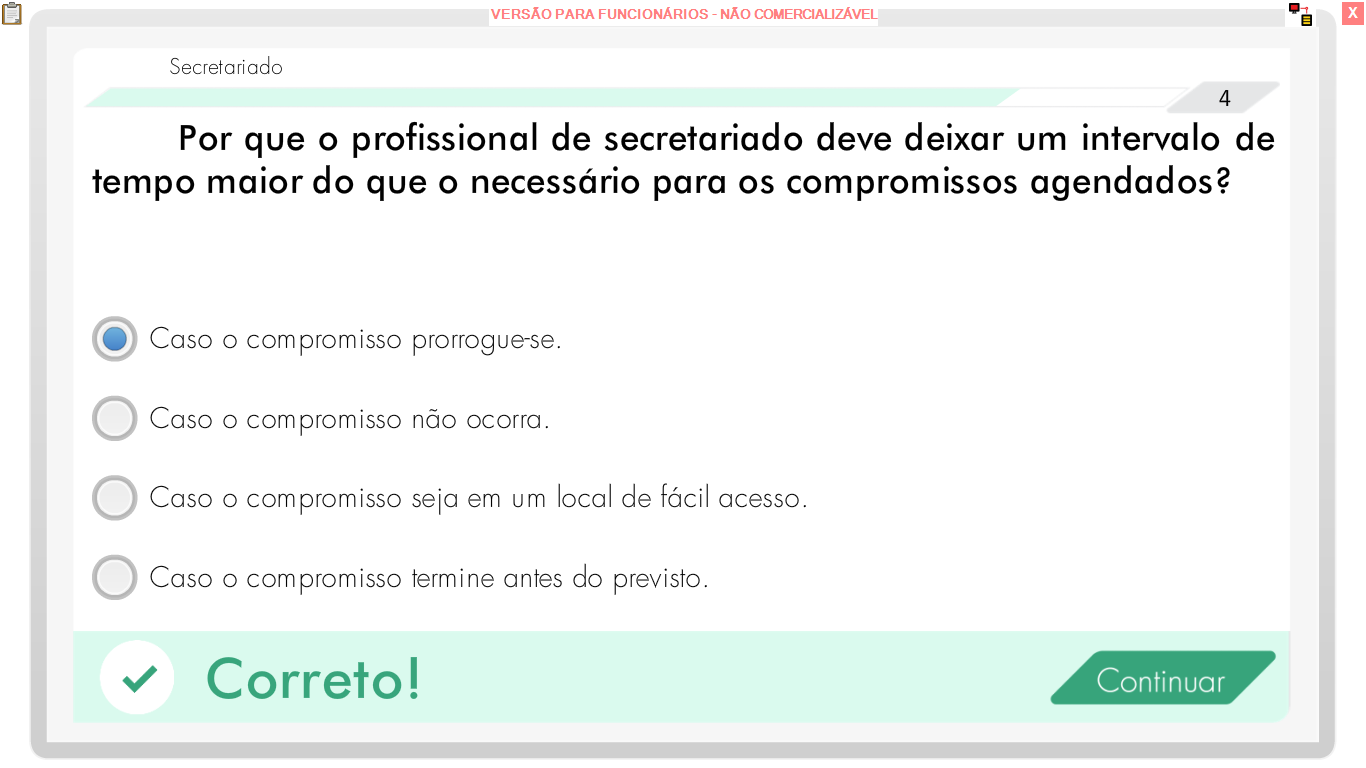 VERSÃO PARA FUNCIONÁRIOS - NÃO COMERCIALIZÁVEL
X
Secretariado
4
Por que o profissional de secretariado deve deixar um intervalo de
tempo maior do que o necessário para os compromissos agendados?
Caso o compromisso prorrogue-se.
Caso o compromisso não ocorra.
Caso o compromisso seja em um local de fácil acesso.
Caso o compromisso termine antes do previsto.
Correto!
Continuar